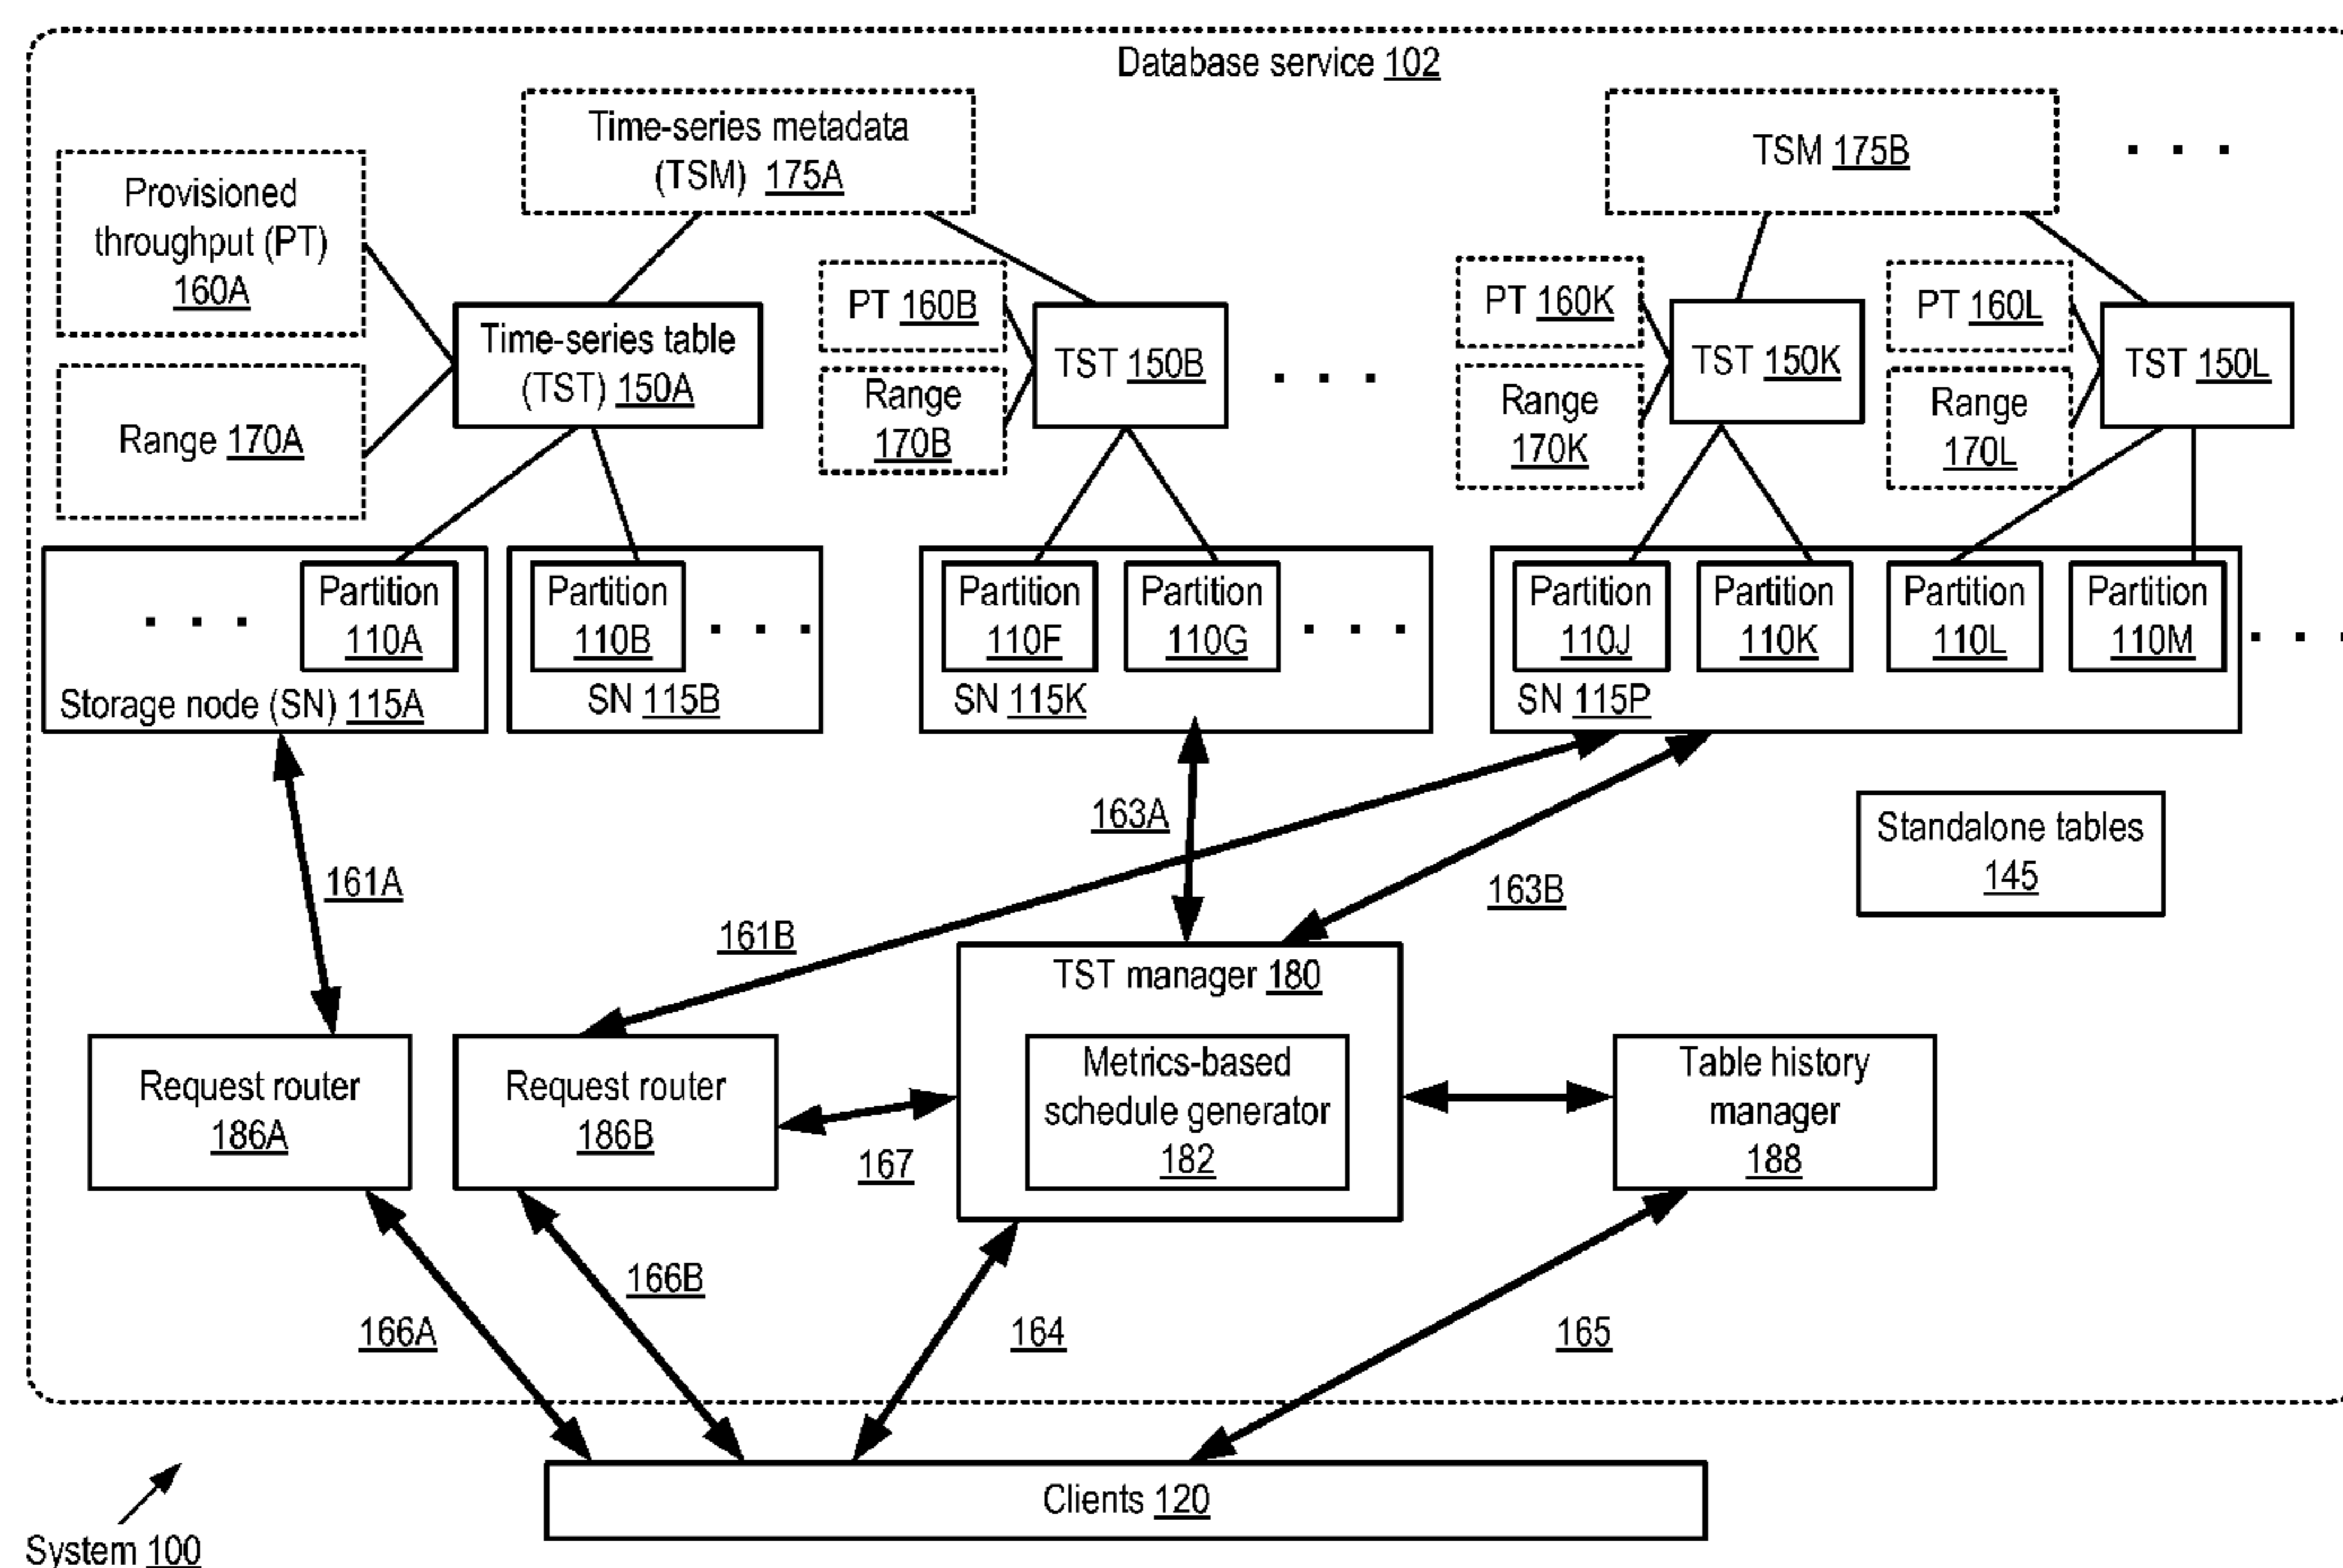 Database service 102
Time-series metadata
(TSM) 175A
TSM 175B
. . .
Provisioned
throughput (PT)
160A
Range 170A
Time-series table
(TST) 150A
PT 160B
Range
170B
TST 150B
. . .
PT 160K
Range
170K
TST 150K
PT 160L
Range
170L
TST 150L
. . .
Partition
110A
Storage node (SN) 115A
Partition
110B
. . .
SN 115B
Partition
110F
Partition
110G
. . .
SN 115K
Partition
110J
Partition
110K
Partition
110L
Partition
110M
SN 115P
. . .
161A
161B
163A
163B
Standalone tables
145
Request router
186A
Request router
186B
167
TST manager 180
Metrics-based
schedule generator
182
Table history
manager
188
166A
166B
164
165
Clients 120
System 100